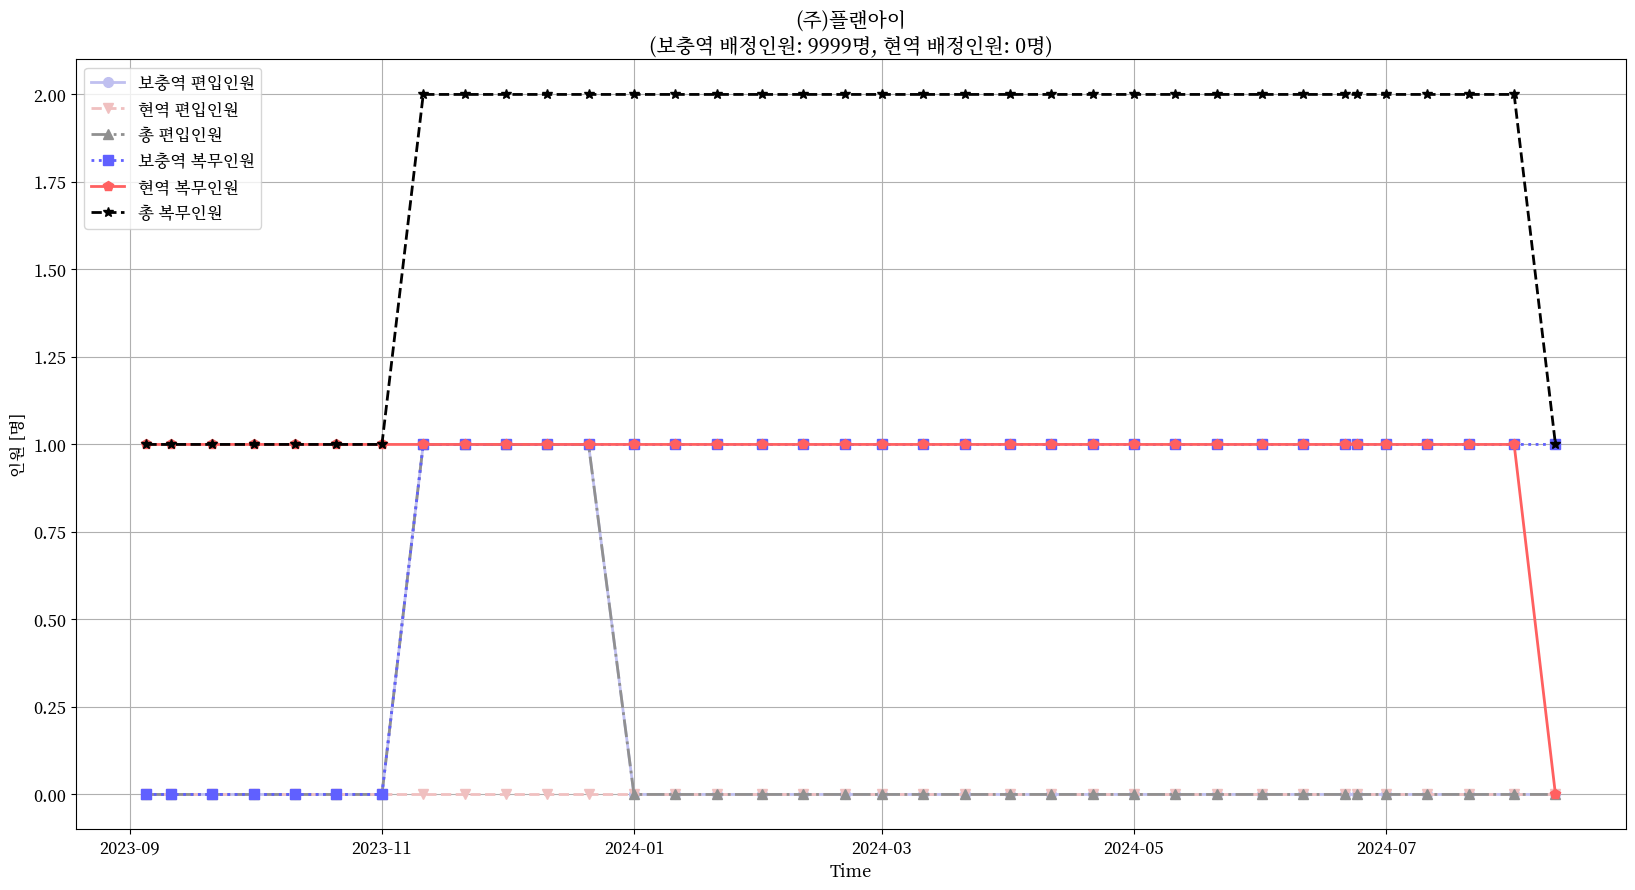 (주)플랜아이
(보충역 배정인원: 9999명, 현역 배정인원: 0명)
보충역 편입인원
현역 편입인원
총 편입인원
보충역 복무인원
현역 복무인원
총 복무인원
인원 [명]
2.00
1.75
1.50
1.25
1.00
0.75
0.50
0.25
0.00
2023-09 2023-11 2024-01 2024-03 2024-05 2024-07
Time